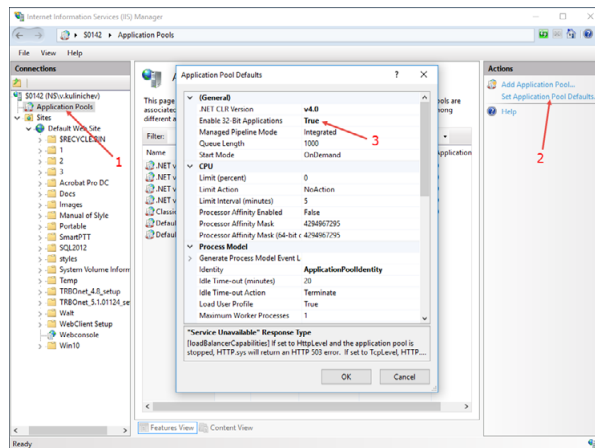 Internet Information Services (IIS) Manager
S0142 ▸ Application Pools
File View Help
Connections
S0142 (NS\v.kulinichev)
Application Pools
Sites
Default Web Site
$RECYCLE.BIN
1
2
3
Acrobat Pro DC
Docs
Images
Manual of Style
Portable
SmartPTT
SQL2012
styles
System Volume Inform
Temp
TRBOnet_4.8_setup
TRBOnet_5.1.01124_se
Walt
WebClient Setup
Webconsole
Win10
1
This page
associated
different a
Filter:
Name
.NET v
.NET v
.NET v
.NET v
Classic
Defaul
Defaul
ools are
ong
Application
Application Pool Defaults
? ×
(General)
.NET CLR Version v4.0
Enable 32-Bit Applications True
Managed Pipeline Mode Integrated
Queue Length 1000
Start Mode OnDemand
3
CPU
Limit (percent) 0
Limit Action NoAction
Limit Interval (minutes) 5
Processor Affinity Enabled False
Processor Affinity Mask 4294967295
Processor Affinity Mask (64-bit c 4294967295
Process Model
Generate Process Model Event L
Identity ApplicationPoolIdentity
Idle Time-out (minutes) 20
Idle Time-out Action Terminate
Load User Profile True
Maximum Worker Processes 1
"Service Unavailable" Response Type
[loadBalancerCapabilities] If set to HttpLevel and the application pool is
stopped, HTTP.sys will return an HTTP 503 error. If set to TcpLevel, HTTP....
OK Cancel
Features View Content View
Actions
Add Application Pool...
Set Application Pool Defaults...
Help
2
Ready